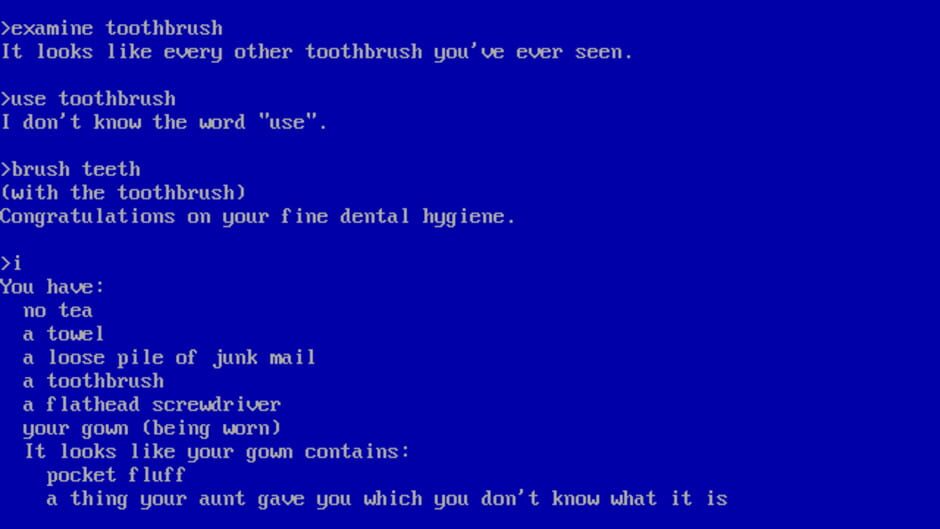 >examine toothbrush
It looks like every other toothbrush you've ever seen.
>use toothbrush
I don't know the word "use".
>brush teeth
(with the toothbrush)
Congratulations on your fine dental hygiene.
>i
You have:
no tea
a towel
a loose pile of junk mail
a toothbrush
a flathead screwdriver
your gown (being worn)
It looks like your gown contains:
pocket fluff
a thing your aunt gave you which you don't know what it is